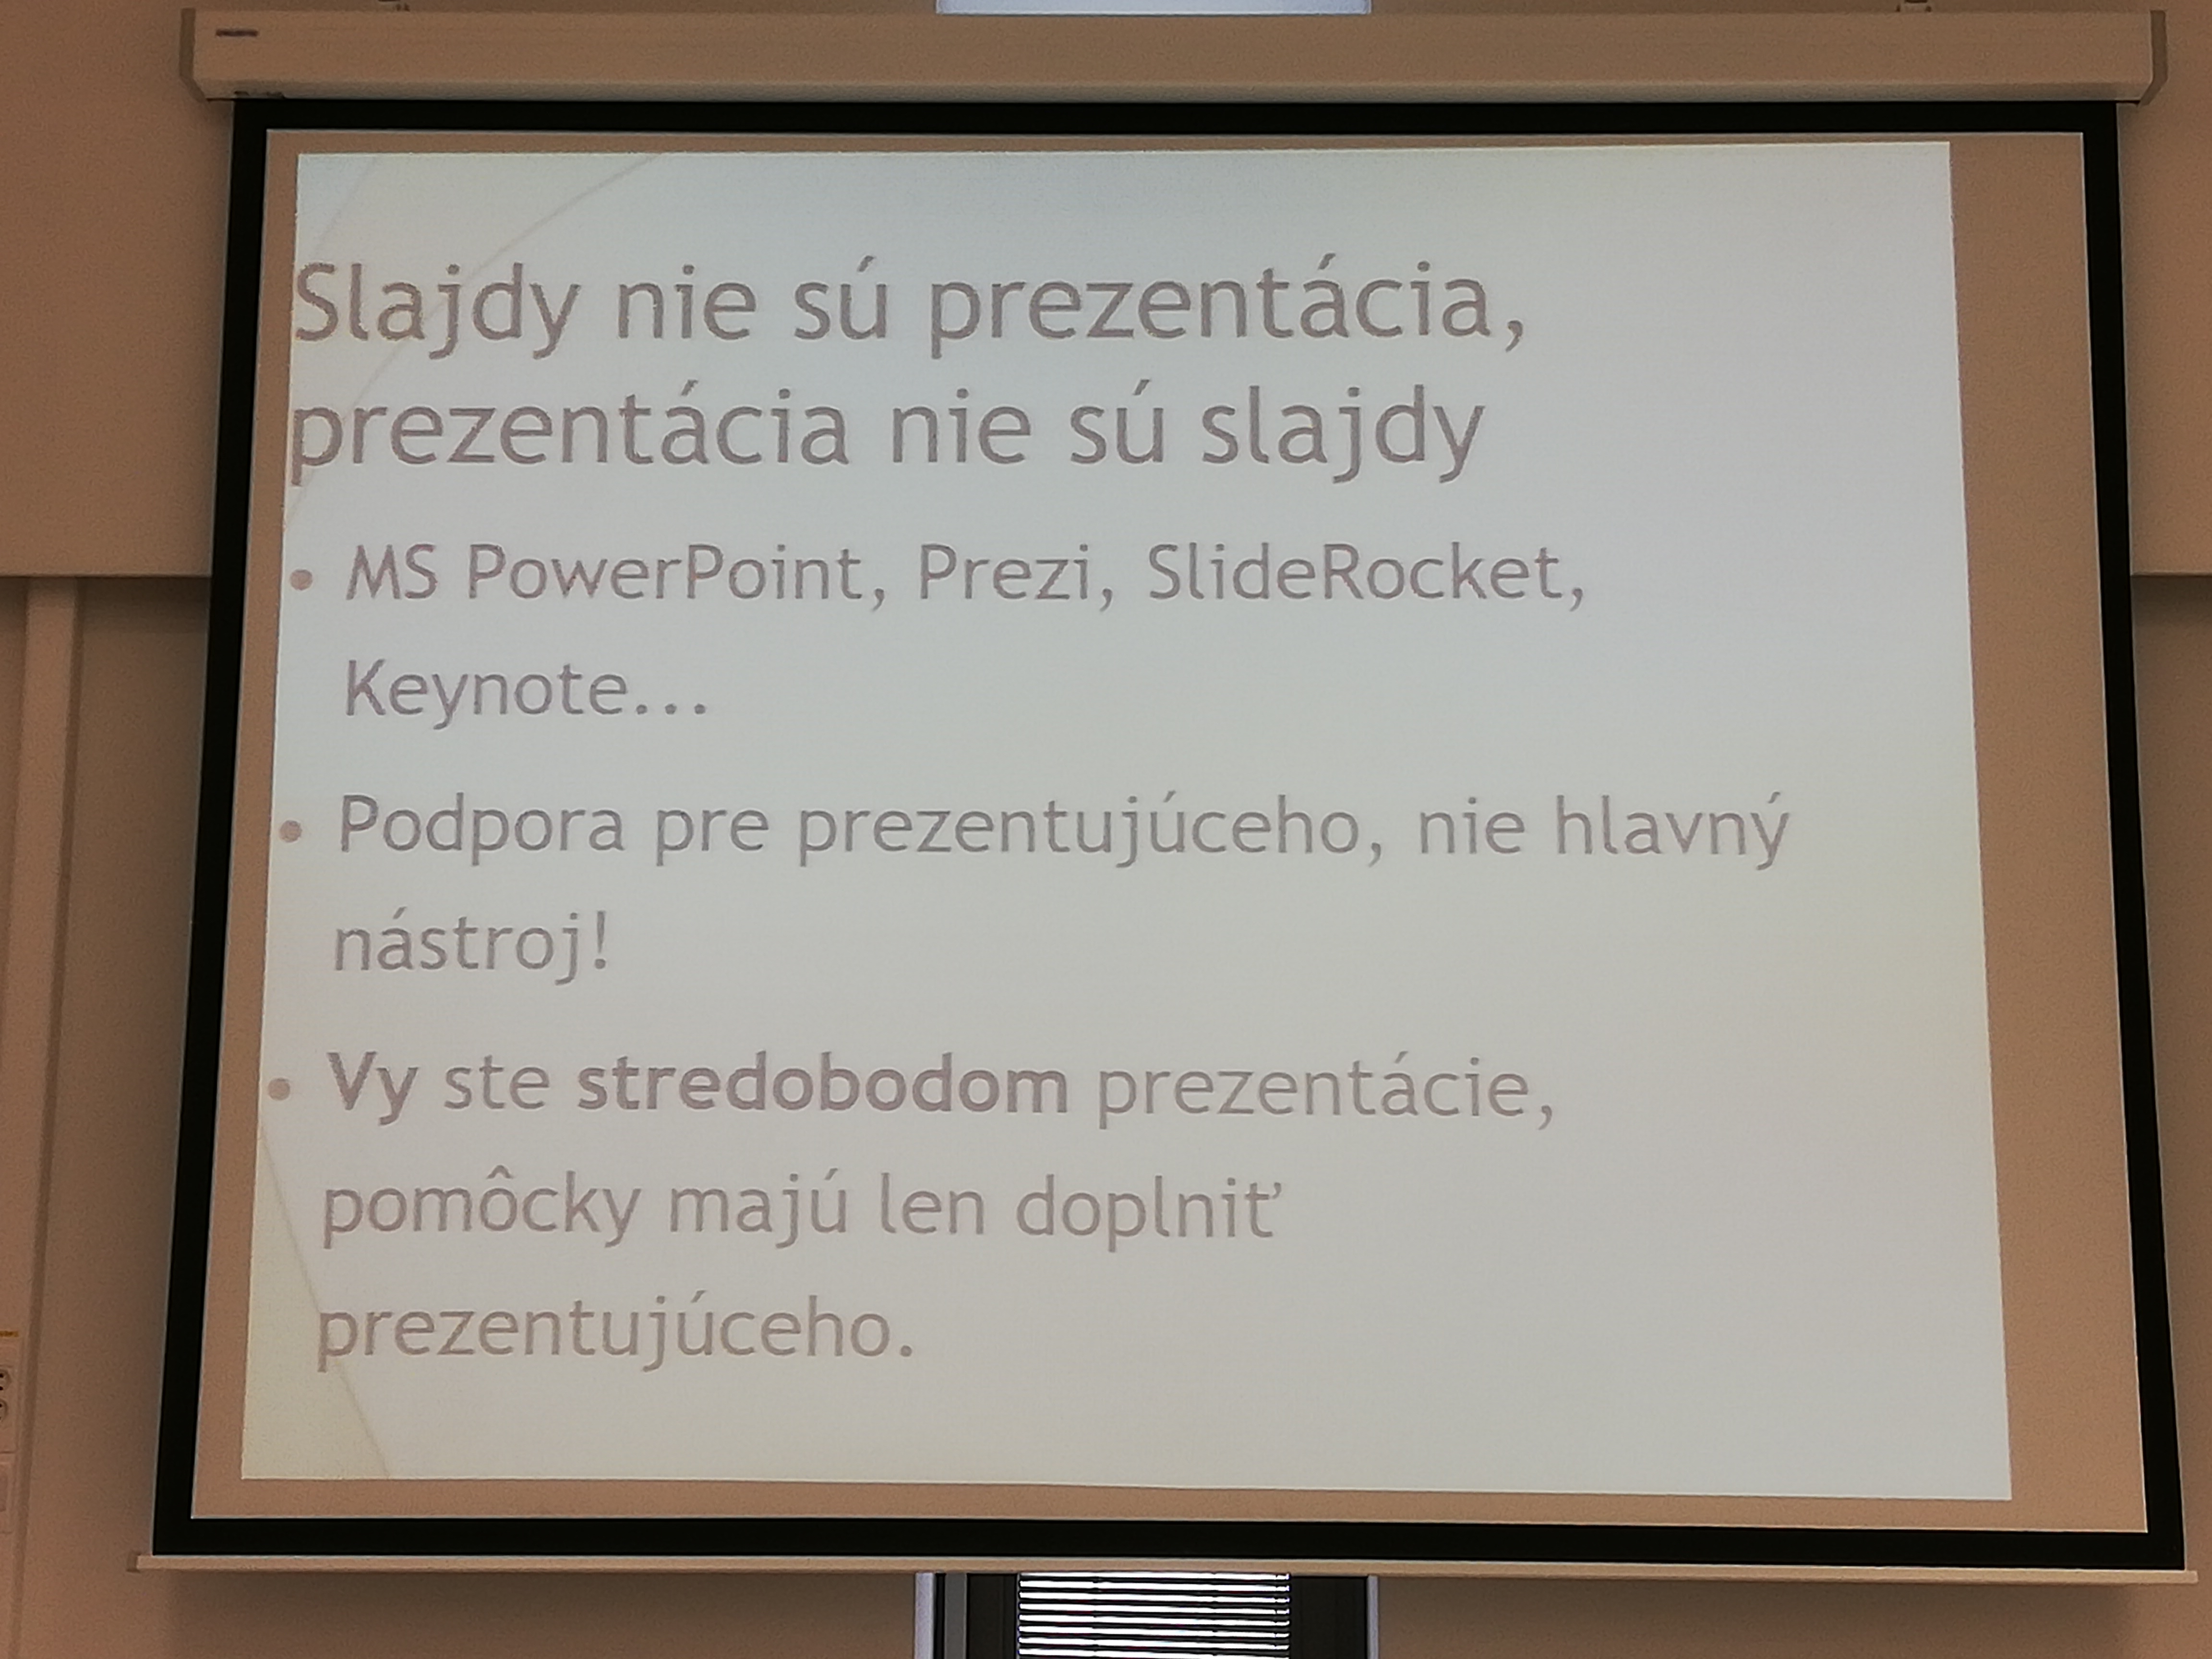 Slajdy nie sú prezentácia,
prezentácia nie sú slajdy
• MS PowerPoint, Prezi, SlideRocket,
Keynote...
• Podpora pre prezentujúceho, nie hlavný
nástroj!
• Vy ste stredobodom prezentácie,
pomôcky majú len doplniť
prezentujúceho.